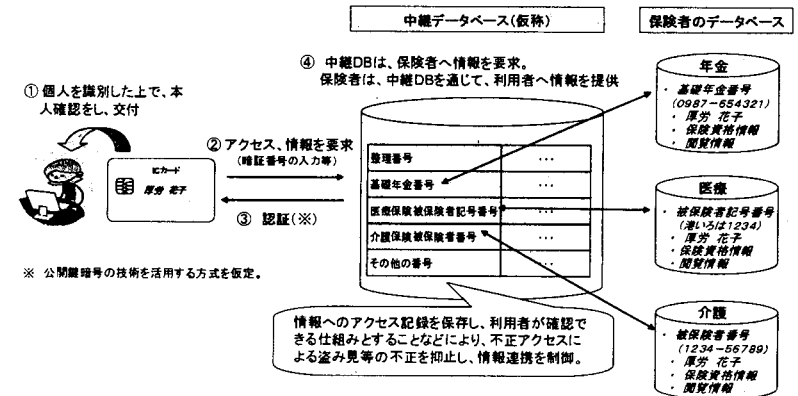 中継データベース(仮称)
保険者のデータベース
④ 中継DBは、保険者へ情報を要求。
保険者は、中継DBを通じて、利用者へ情報を提供
① 個人を識別した上で、本
人確認をし、交付
② アクセス、情報を要求
(暗証番号の入力等)
ICカード
厚労 花子
③ 認証(※)
※ 公開鍵暗号の技術を活用する方式を仮定。
整理番号 ・・・
基礎年金番号 ・・・
医療保険被保険者記号番号 ・・・
介護保険被保険者番号 ・・・
その他の番号 ・・・
情報へのアクセス記録を保存し、利用者が確認で
きる仕組みとすることなどにより、不正アクセスに
よる盗み見等の不正を抑止し、情報連携を制御。
年金
・ 基礎年金番号
(0987-654321)
・ 厚労 花子
・ 保険資格情報
・ 閲覧情報
医療
・ 被保険者記号番号
(港いろは1234)
・ 厚労 花子
・ 保険資格情報
・ 閲覧情報
介護
・ 被保険者番号
(1234-56789)
・ 厚労 花子
・ 保険資格情報
・ 閲覧情報